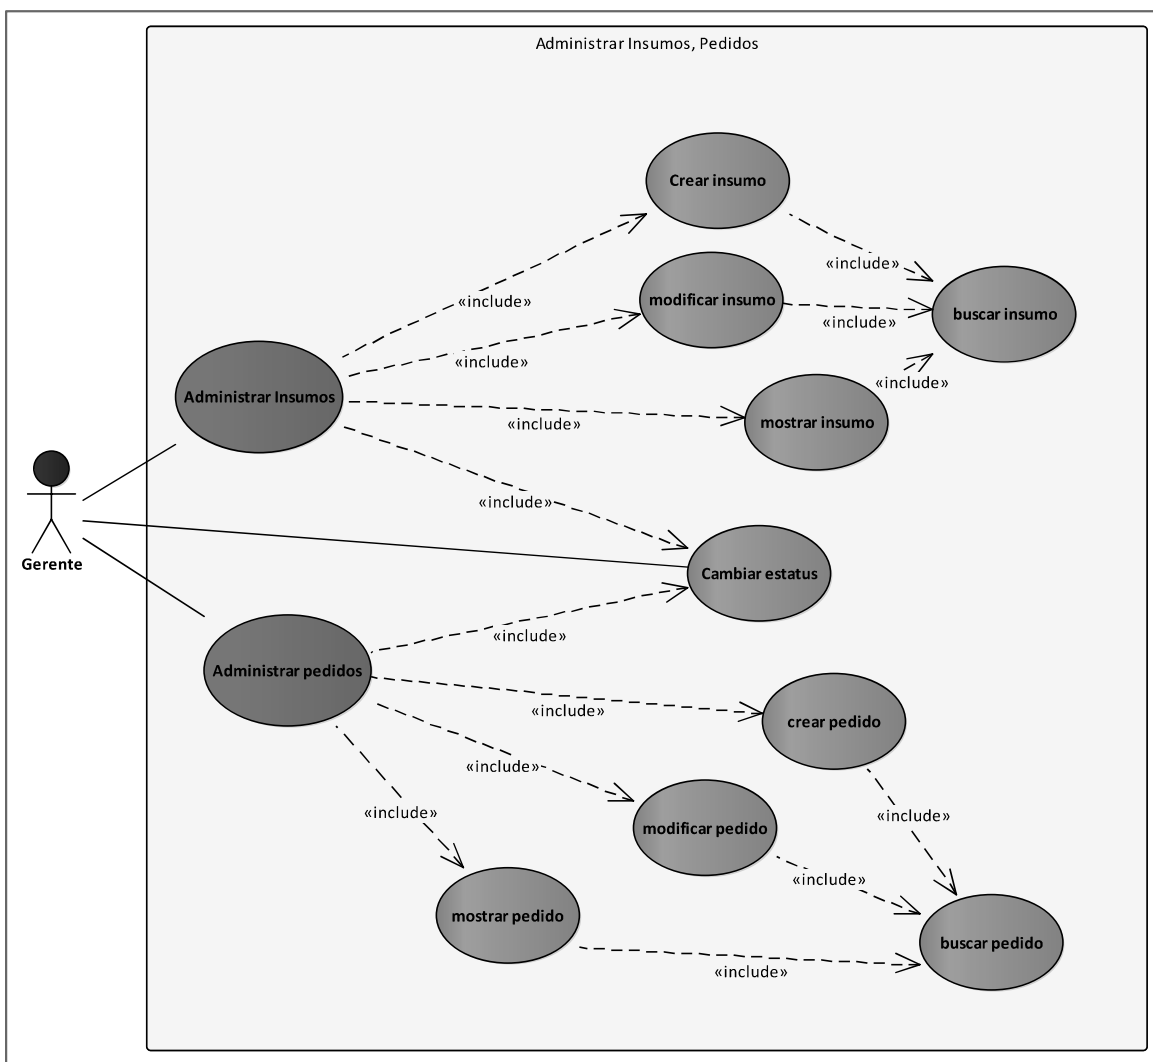 Administrar Insumos, Pedidos
Crear insumo
«include»
modificar insumo
«include»
buscar insumo
«include»
«include»
«include»
Administrar Insumos
mostrar insumo
«include»
«include»
Gerente
Cambiar estatus
«include»
Administrar pedidos
«include»
crear pedido
«include»
«include»
«include»
modificar pedido
«include»
mostrar pedido
buscar pedido
«include»